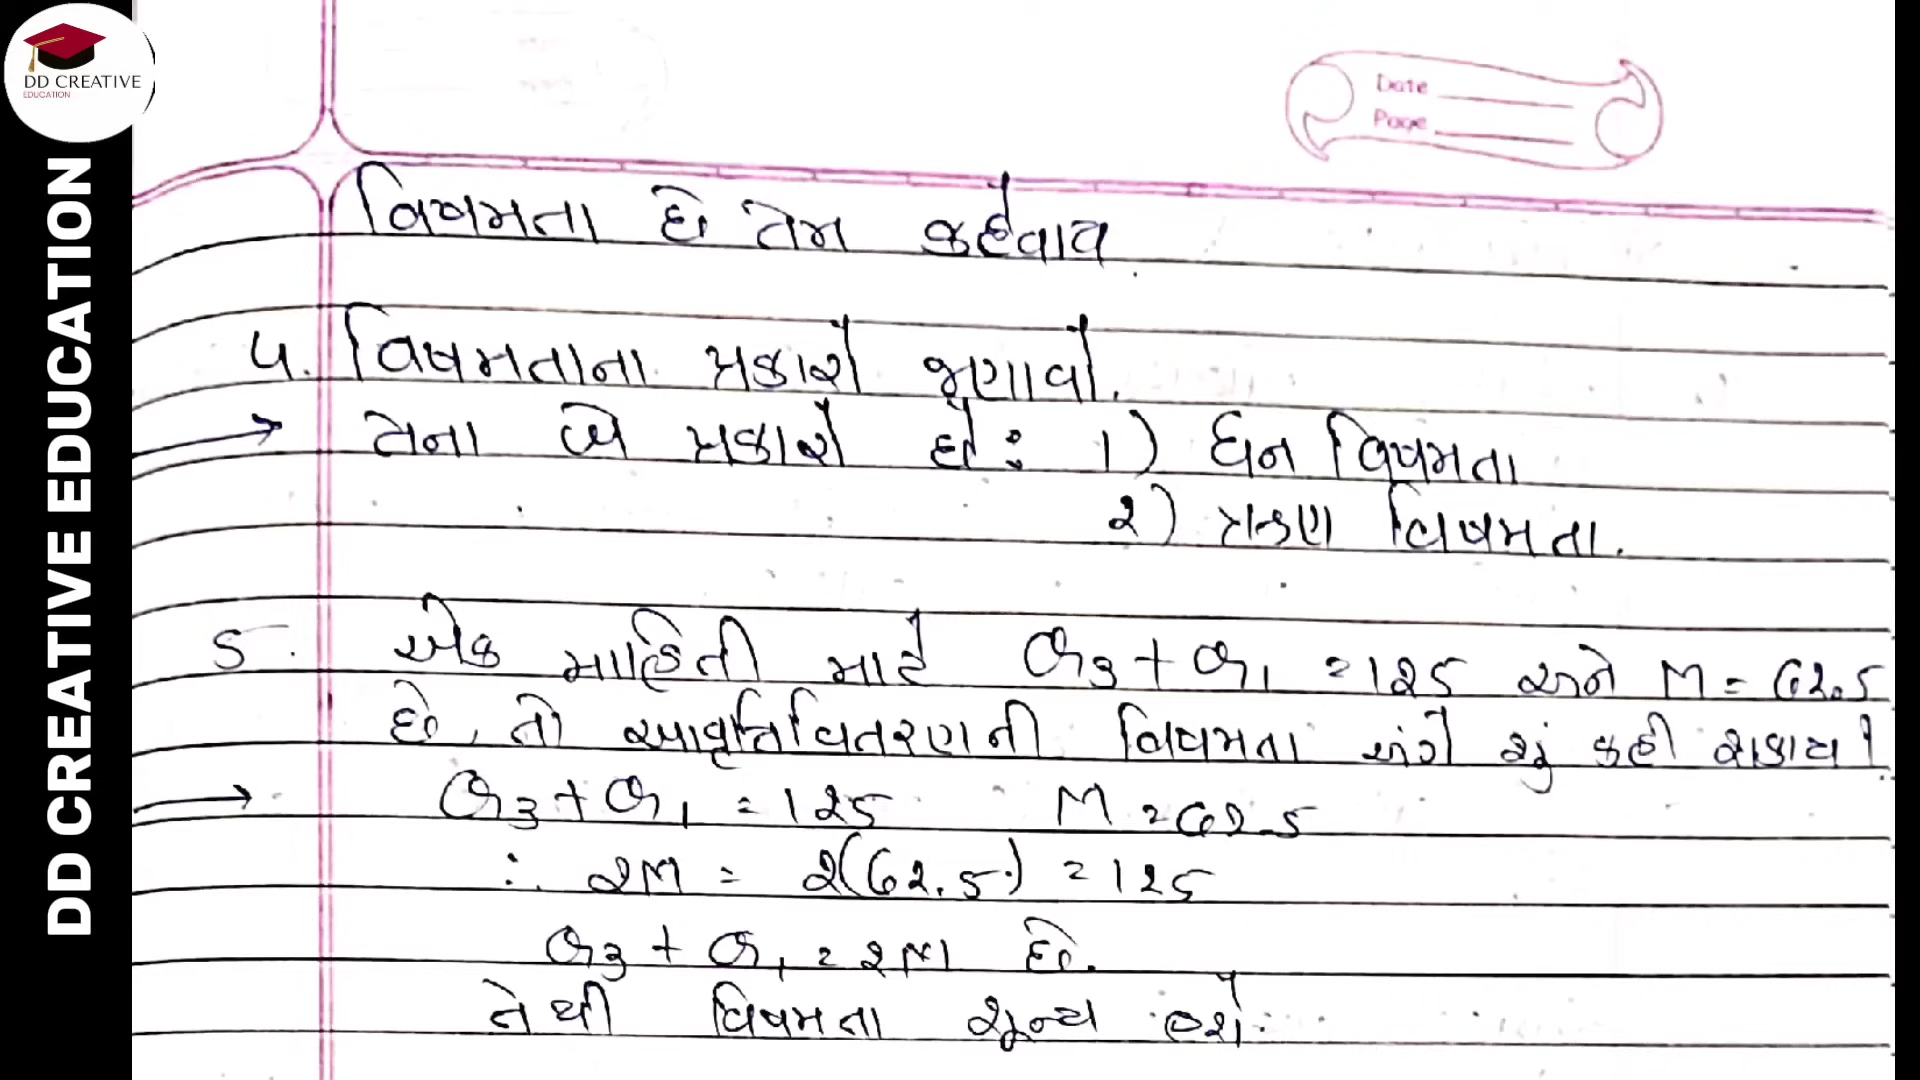 DD CREATIVE
EDUCATION
DD CREATIVE EDUCATION
Date
Page
વિષમતા છે તેમ કહેવાય
૫. વિષમતાના પ્રકારો જણાવો.
→ તેના બે પ્રકારો છે : ૧) ધન વિષમતા
૨) ઋણ વિષમતા.
5. એક માહિતી માટે Q3 + Q1 = 125 અને M = 62.5
છે, તો આવૃત્તિવિતરણની વિષમતા અંગે શું કહી શકાય?
→ Q3 + Q1 = 125 M = 62.5
∴ 2M = 2(62.5) = 125
Q3 + Q1 = 2M છે.
તેથી વિષમતા શૂન્ય હશે.